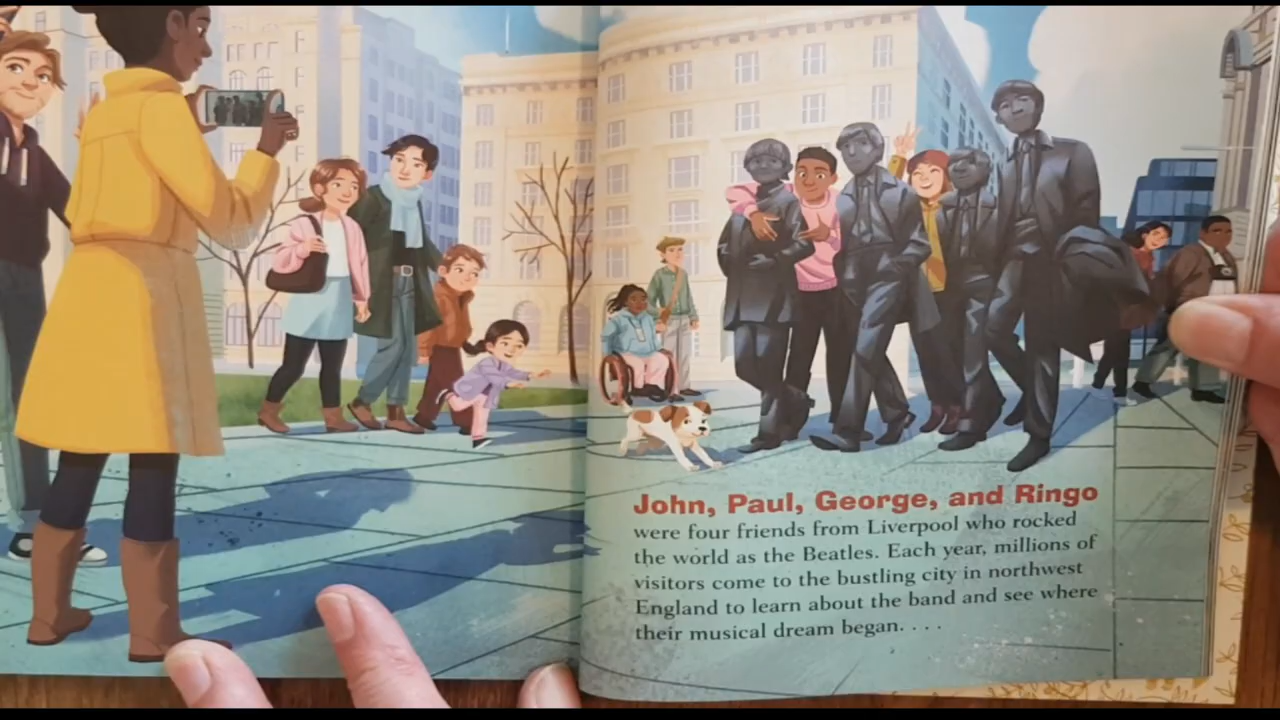 John, Paul, George, and Ringo
were four friends from Liverpool who rocked
the world as the Beatles. Each year, millions of
visitors come to the bustling city in northwest
England to learn about the band and see where
their musical dream began. . . .